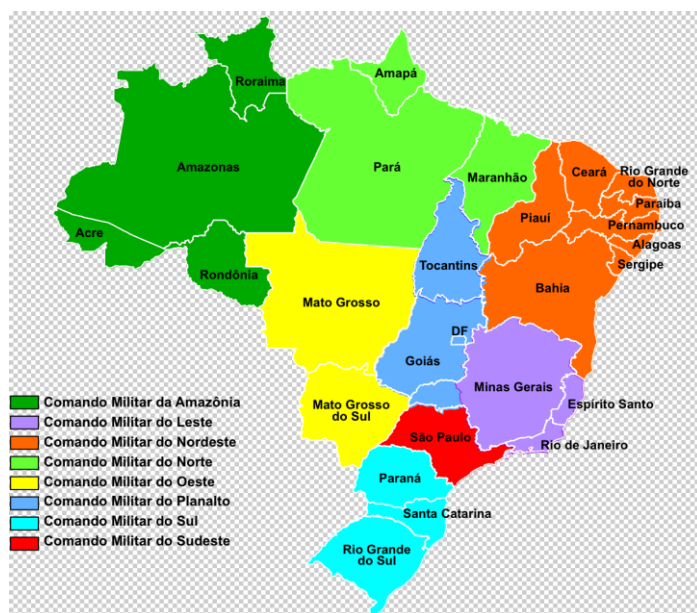 Roraima
Amapá
Amazonas
Pará
Maranhão
Ceará
Rio Grande
do Norte
Paraíba
Piauí
Pernambuco
Acre
Alagoas
Sergipe
Rondônia
Tocantins
Bahia
Mato Grosso
DF
Goiás
Minas Gerais
Espírito Santo
Mato Grosso
do Sul
São Paulo
Rio de Janeiro
Paraná
Santa Catarina
Rio Grande
do Sul
Comando Militar da Amazônia
Comando Militar do Leste
Comando Militar do Nordeste
Comando Militar do Norte
Comando Militar do Oeste
Comando Militar do Planalto
Comando Militar do Sul
Comando Militar do Sudeste